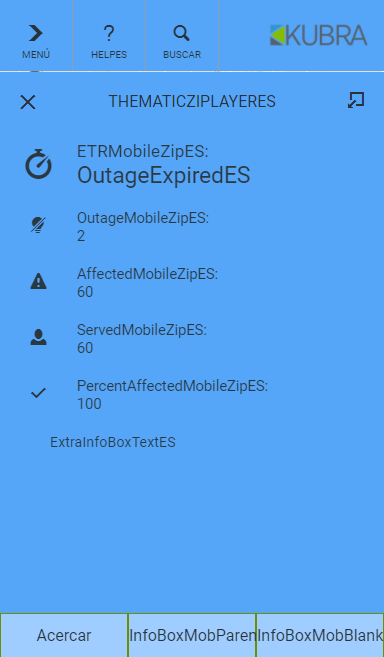 MENÚ
HELPES
BUSCAR
KUBRA
THEMATICZIPLAYERES
ETRMobileZipES:
OutageExpiredES
OutageMobileZipES:
2
AffectedMobileZipES:
60
ServedMobileZipES:
60
PercentAffectedMobileZipES:
100
ExtraInfoBoxTextES
Acercar
InfoBoxMobParen
InfoBoxMobBlank